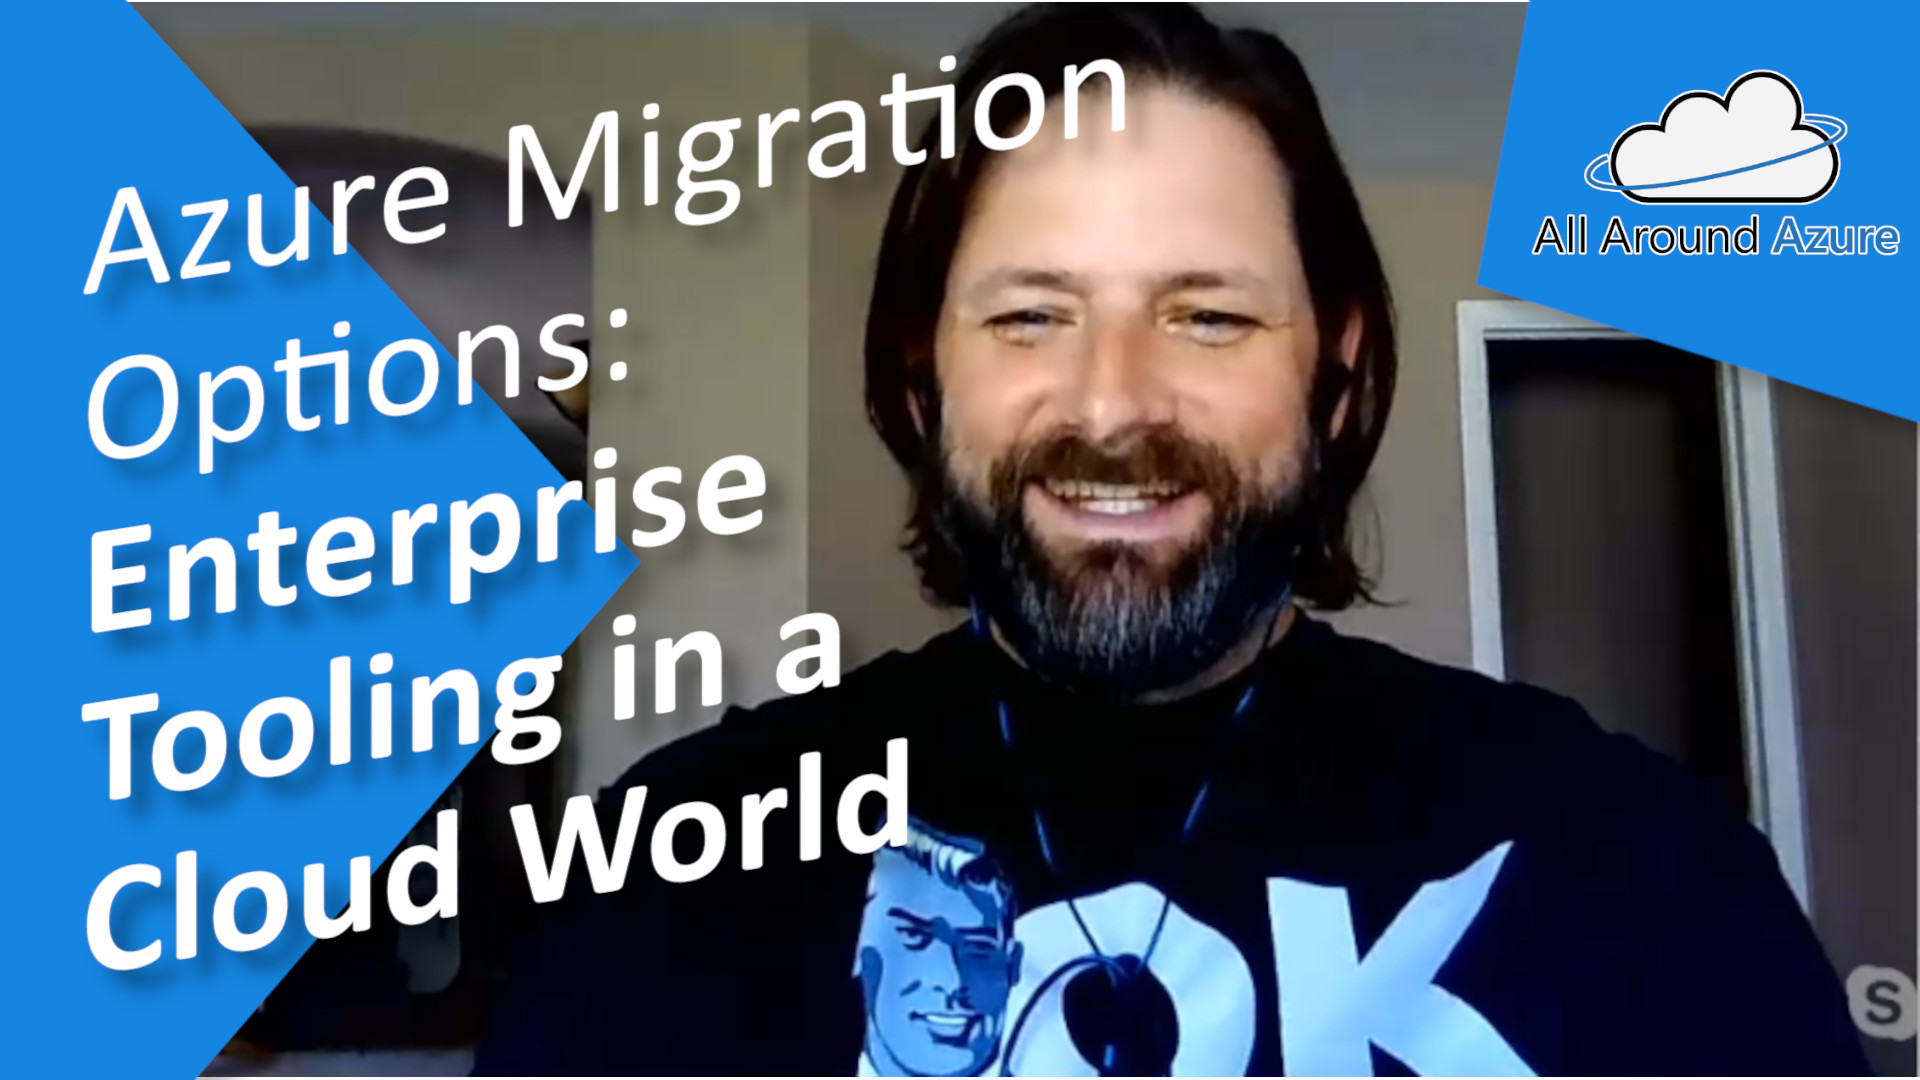 Azure Migration
Options:
Enterprise
Tooling in a
Cloud World
All Around Azure
OK
S